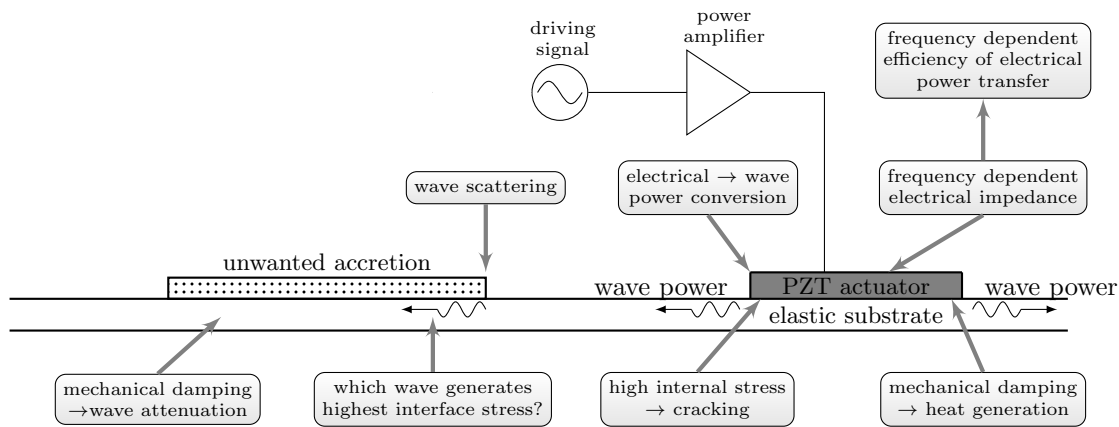 driving
signal
power
amplifier
frequency dependent
efficiency of electrical
power transfer
wave scattering
electrical → wave
power conversion
frequency dependent
electrical impedance
unwanted accretion
wave power
PZT actuator
wave power
elastic substrate
mechanical damping
→wave attenuation
which wave generates
highest interface stress?
high internal stress
→ cracking
mechanical damping
→ heat generation